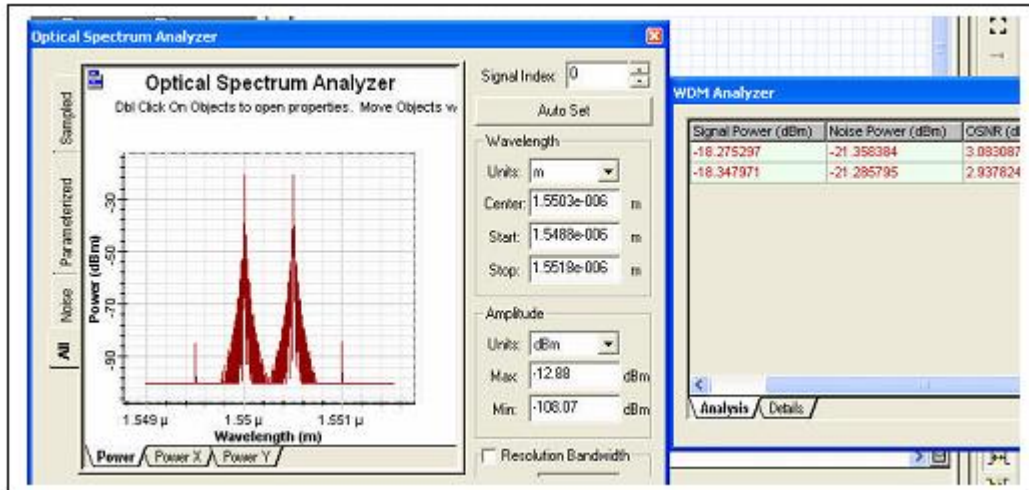 Optical Spectrum Analyzer
Optical Spectrum Analyzer
Dbl Click On Objects to open properties. Move Objects w
Sampled
Parameterized
Noise
All
Power (dBm)
-30
-50
-70
-90
1.549 µ
1.55 µ
1.551 µ
Wavelength (m)
Power
Power X
Power Y
Signal Index: 0
Auto Set
Wavelength
Units: m
Center: 1.5503e-006 m
Start: 1.5488e-006 m
Stop: 1.5518e-006 m
Amplitude
Units: dBm
Max: -12.88 dBm
Min: -108.07 dBm
Resolution Bandwidth
WDM Analyzer
Signal Power (dBm) Noise Power (dBm) OSNR (d
-18.275297 -21.358384 3.083087
-18.347971 -21.285795 2.937824
Analysis
Details